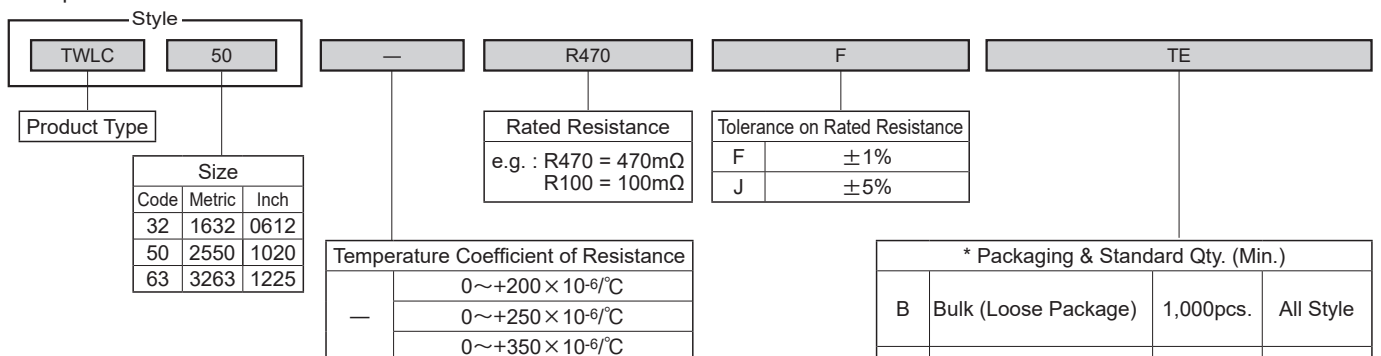 Style
TWLC 50 — R470 F TE
Product Type
Size
Code Metric Inch
32 1632 0612
50 2550 1020
63 3263 1225
Rated Resistance
e.g. : R470 = 470mΩ
R100 = 100mΩ
Tolerance on Rated Resistance
F ±1%
J ±5%
Temperature Coefficient of Resistance
— 0～+200×10-6/℃
0～+250×10-6/℃
0～+350×10-6/℃
* Packaging & Standard Qty. (Min.)
B Bulk (Loose Package) 1,000pcs. All Style